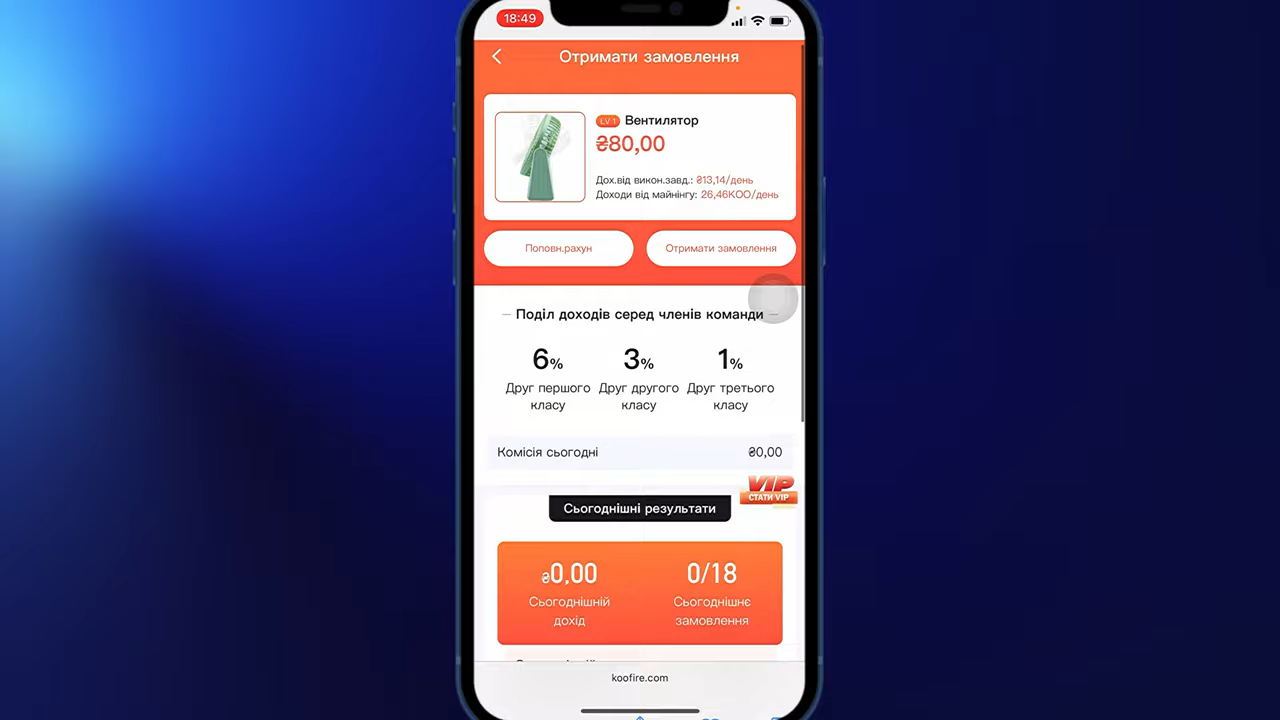 18:49
Отримати замовлення
LV 1 Вентилятор
₴80,00
Дох.від викон.завд.: ₴13,14/день
Доходи від майнінгу: 26,46KOO/день
Поповн.рахун
Отримати замовлення
Поділ доходів серед членів команди
6% 3% 1%
Друг першого класу
Друг другого класу
Друг третього класу
Комісія сьогодні ₴0,00
VIP
СТАТИ VIP
Сьогоднішні результати
₴0,00 0/18
Сьогоднішній дохід
Сьогоднішнє замовлення
koofire.com